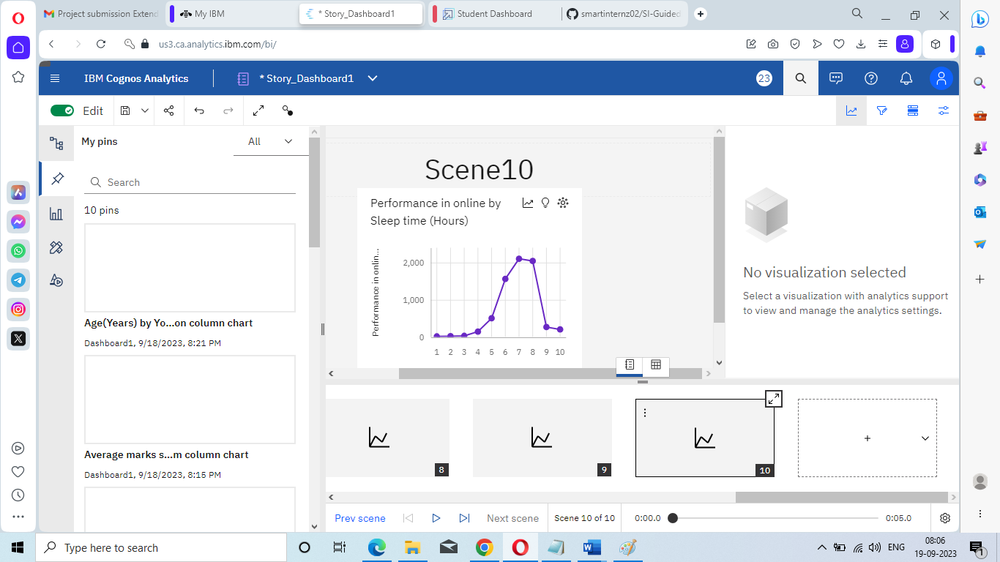 Project submission Extend
My IBM
* Story_Dashboard1
Student Dashboard
smartinternz02/SI-Guided
us3.ca.analytics.ibm.com/bi/
IBM Cognos Analytics
* Story_Dashboard1
23
Edit
My pins
All
Search
10 pins
Age(Years) by Yo...on column chart
Dashboard1, 9/18/2023, 8:21 PM
Average marks s...m column chart
Dashboard1, 9/18/2023, 8:15 PM
Scene10
Performance in online by
Sleep time (Hours)
Performance in onlin...
2,000
1,000
0
1 2 3 4 5 6 7 8 9 10
No visualization selected
Select a visualization with analytics support
to view and manage the analytics settings.
8
9
10
Prev scene
Next scene
Scene 10 of 10
0:00.0
0:05.0
Type here to search
ENG
08:06
19-09-2023
1